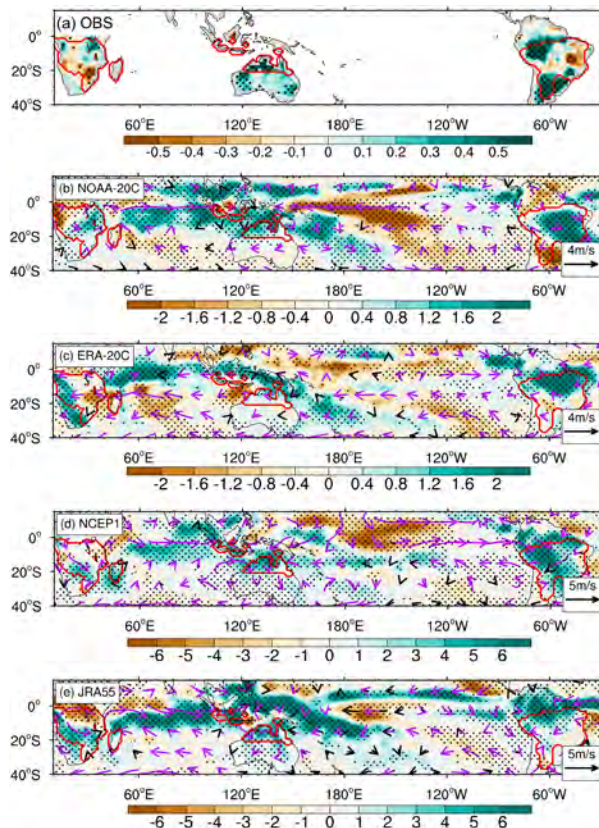 (a) OBS
0°
20°S
40°S
60°E 120°E 180° 120°W 60°W
-0.5 -0.4 -0.3 -0.2 -0.1 0 0.1 0.2 0.3 0.4 0.5
(b) NOAA-20C
0°
20°S
40°S
4m/s
60°E 120°E 180° 120°W 60°W
-2 -1.6 -1.2 -0.8 -0.4 0 0.4 0.8 1.2 1.6 2
(c) ERA-20C
0°
20°S
40°S
4m/s
60°E 120°E 180° 120°W 60°W
-2 -1.6 -1.2 -0.8 -0.4 0 0.4 0.8 1.2 1.6 2
(d) NCEP1
0°
20°S
40°S
5m/s
60°E 120°E 180° 120°W 60°W
-6 -5 -4 -3 -2 -1 0 1 2 3 4 5 6
(e) JRA55
0°
20°S
40°S
5m/s
60°E 120°E 180° 120°W 60°W
-6 -5 -4 -3 -2 -1 0 1 2 3 4 5 6